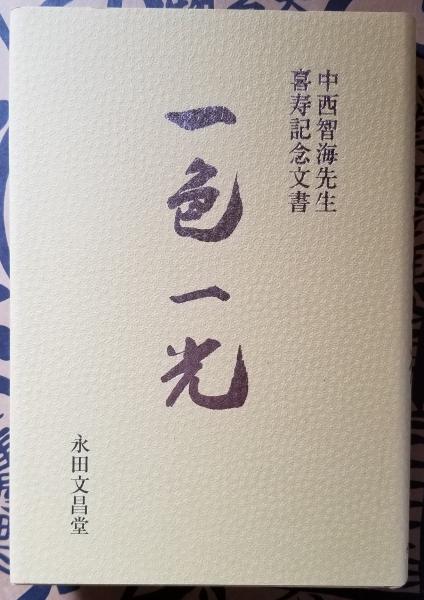 中西智海先生
喜寿記念文書
一色一光
永田文昌堂